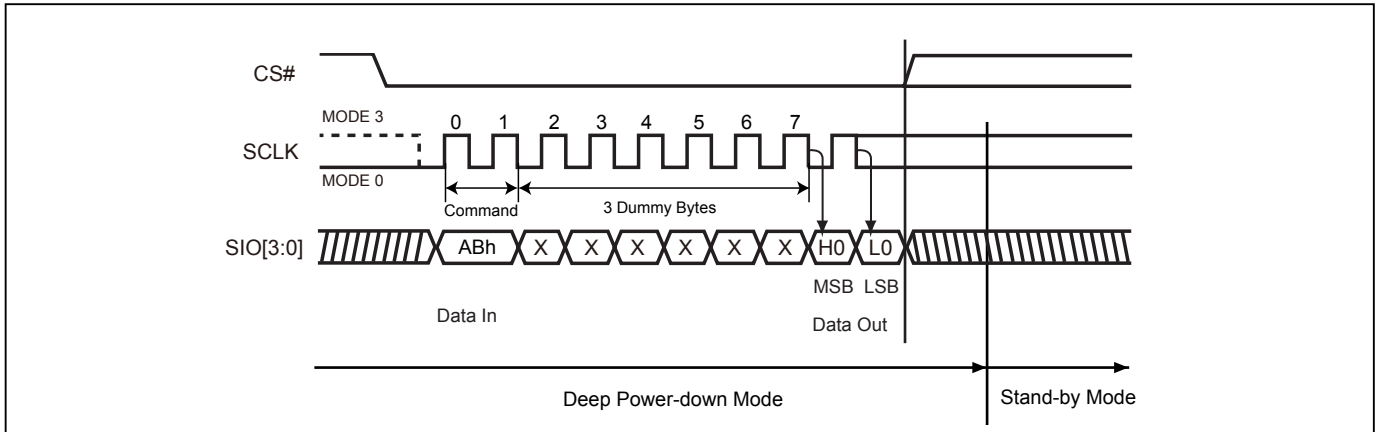 CS#
MODE 3
0 1 2 3 4 5 6 7
SCLK
MODE 0
Command
3 Dummy Bytes
SIO[3:0]
ABh X X X X X X H0 L0
MSB LSB
Data In
Data Out
Deep Power-down Mode
Stand-by Mode